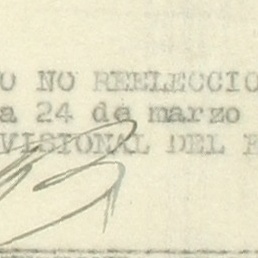 O NO REELECCIO
a 24 de marzo
VISIONAL DEL E